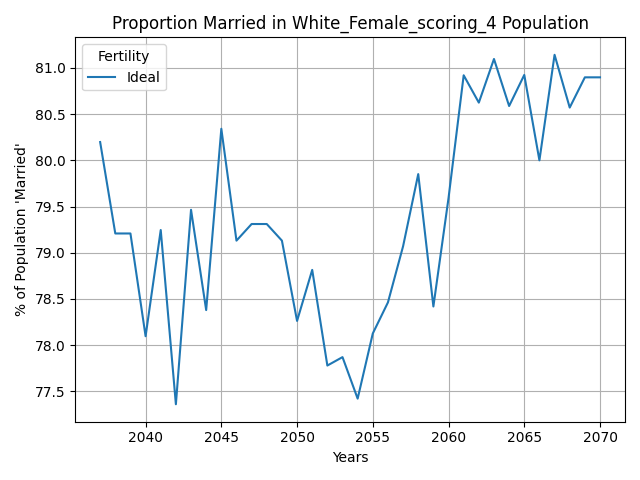 Proportion Married in White_Female_scoring_4 Population
Fertility
Ideal
% of Population 'Married'
81.0
80.5
80.0
79.5
79.0
78.5
78.0
77.5
2040 2045 2050 2055 2060 2065 2070
Years